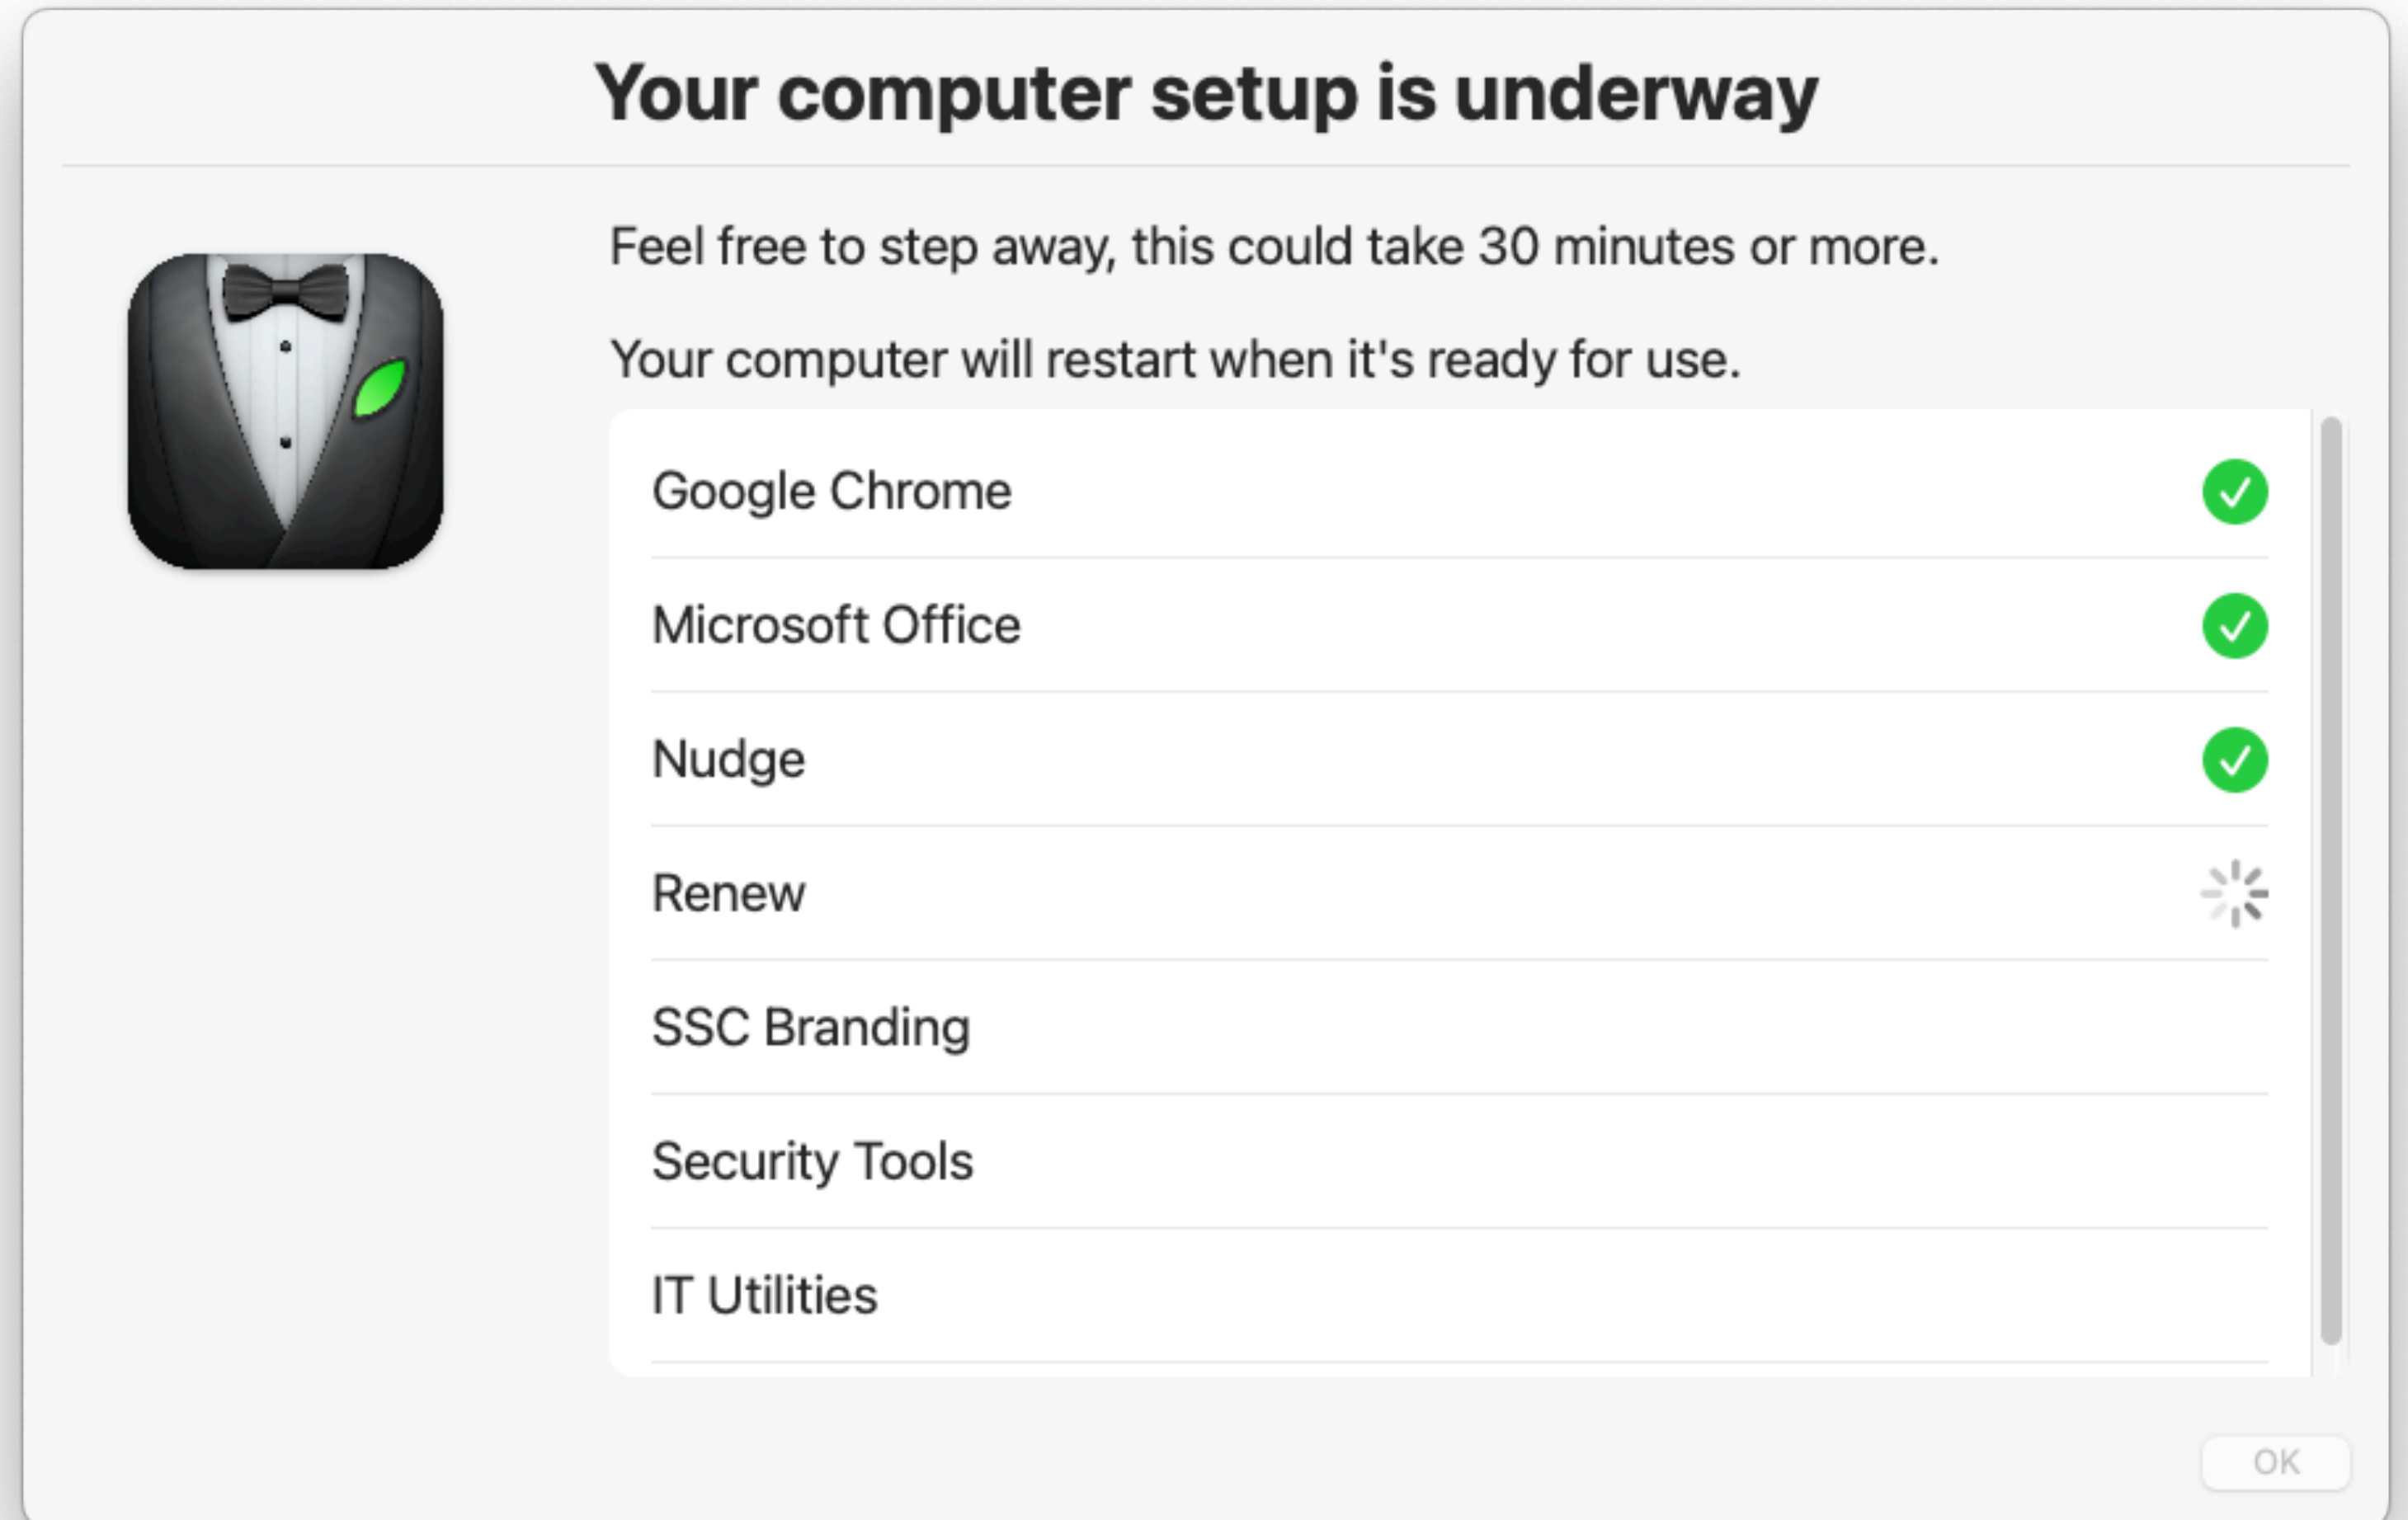 Your computer setup is underway
Feel free to step away, this could take 30 minutes or more.
Your computer will restart when it's ready for use.
Google Chrome
Microsoft Office
Nudge
Renew
SSC Branding
Security Tools
IT Utilities
OK